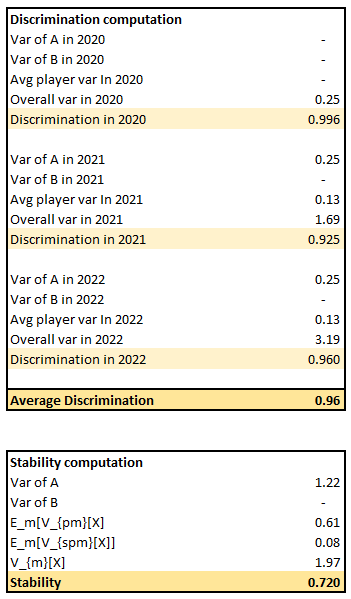 Discrimination computation
Var of A in 2020 -
Var of B in 2020 -
Avg player var In 2020 -
Overall var in 2020 0.25
Discrimination in 2020 0.996
Var of A in 2021 0.25
Var of B in 2021 -
Avg player var In 2021 0.13
Overall var in 2021 1.69
Discrimination in 2021 0.925
Var of A in 2022 0.25
Var of B in 2022 -
Avg player var In 2022 0.13
Overall var in 2022 3.19
Discrimination in 2022 0.960
Average Discrimination 0.96
Stability computation
Var of A 1.22
Var of B -
E_m[V_{pm}[X] 0.61
E_m[V_{spm}[X]] 0.08
V_{m}[X] 1.97
Stability 0.720